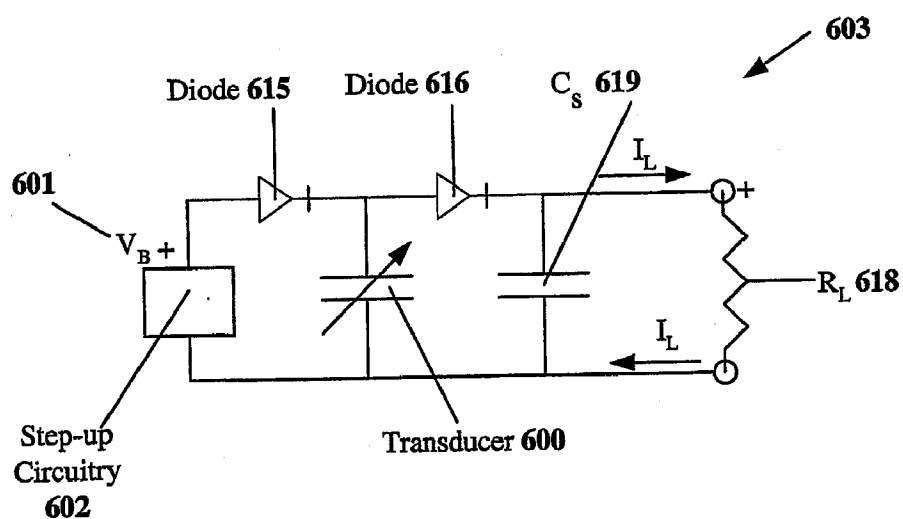 603
Diode 615
Diode 616
C_S 619
I_L
601
+
V_B +
R_L 618
I_L
Step-up
Circuitry
602
Transducer 600